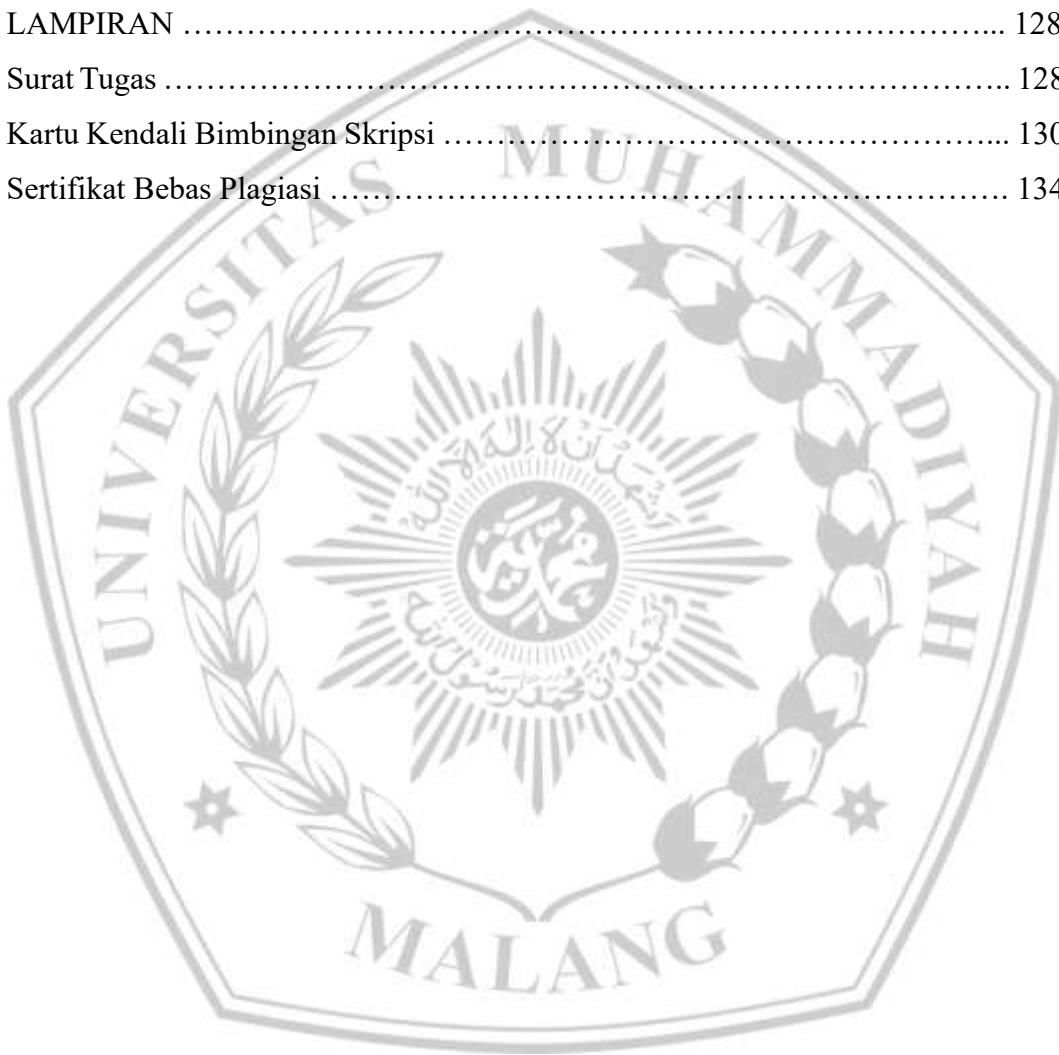 LAMPIRAN ……………………………………………………………………... 128
Surat Tugas ……………………………………………………………………….. 128
Kartu Kendali Bimbingan Skripsi ………………………………………………... 130
Sertifikat Bebas Plagiasi …………………………………………………………. 134
UNIVERSITAS MUHAMMADIYAH
MALANG